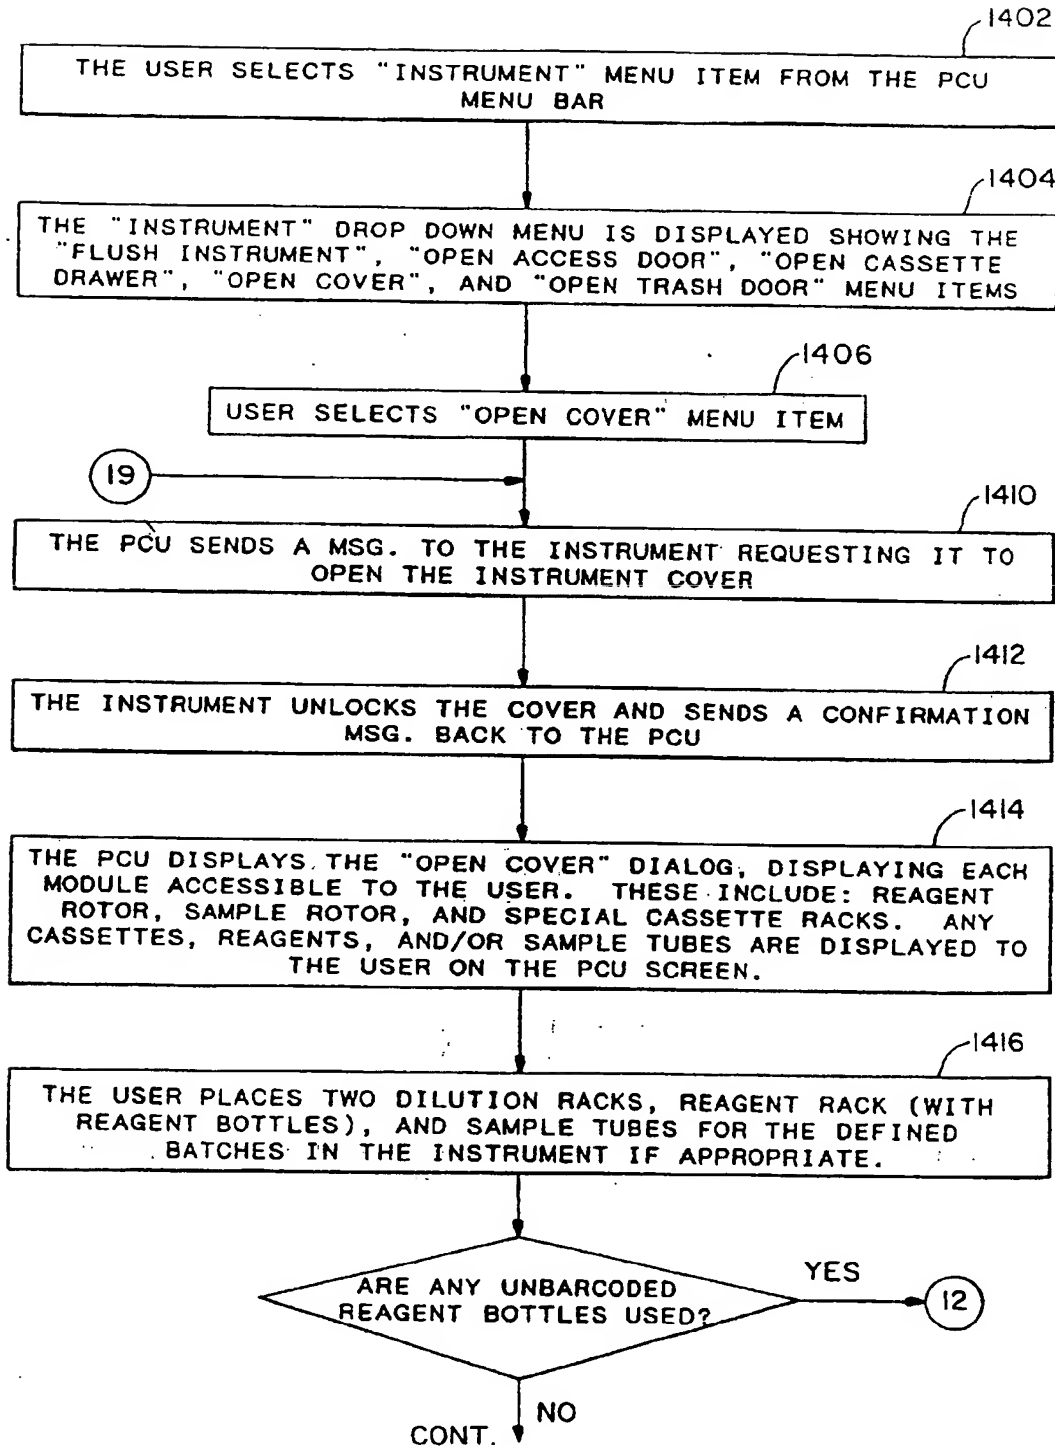 1402
THE USER SELECTS "INSTRUMENT" MENU ITEM FROM THE PCU
MENU BAR
1404
THE "INSTRUMENT" DROP DOWN MENU IS DISPLAYED SHOWING THE
"FLUSH INSTRUMENT", "OPEN ACCESS DOOR", "OPEN CASSETTE
DRAWER", "OPEN COVER", AND "OPEN TRASH DOOR" MENU ITEMS
1406
USER SELECTS "OPEN COVER" MENU ITEM
19
1410
THE PCU SENDS A MSG. TO THE INSTRUMENT REQUESTING IT TO
OPEN THE INSTRUMENT COVER
1412
THE INSTRUMENT UNLOCKS THE COVER AND SENDS A CONFIRMATION
MSG. BACK TO THE PCU
1414
THE PCU DISPLAYS THE "OPEN COVER" DIALOG, DISPLAYING EACH
MODULE ACCESSIBLE TO THE USER. THESE INCLUDE: REAGENT
ROTOR, SAMPLE ROTOR, AND SPECIAL CASSETTE RACKS. ANY
CASSETTES, REAGENTS, AND/OR SAMPLE TUBES ARE DISPLAYED TO
THE USER ON THE PCU SCREEN.
1416
THE USER PLACES TWO DILUTION RACKS, REAGENT RACK (WITH
REAGENT BOTTLES), AND SAMPLE TUBES FOR THE DEFINED
BATCHES IN THE INSTRUMENT IF APPROPRIATE.
ARE ANY UNBARCODED
REAGENT BOTTLES USED?
YES
12
NO
CONT.